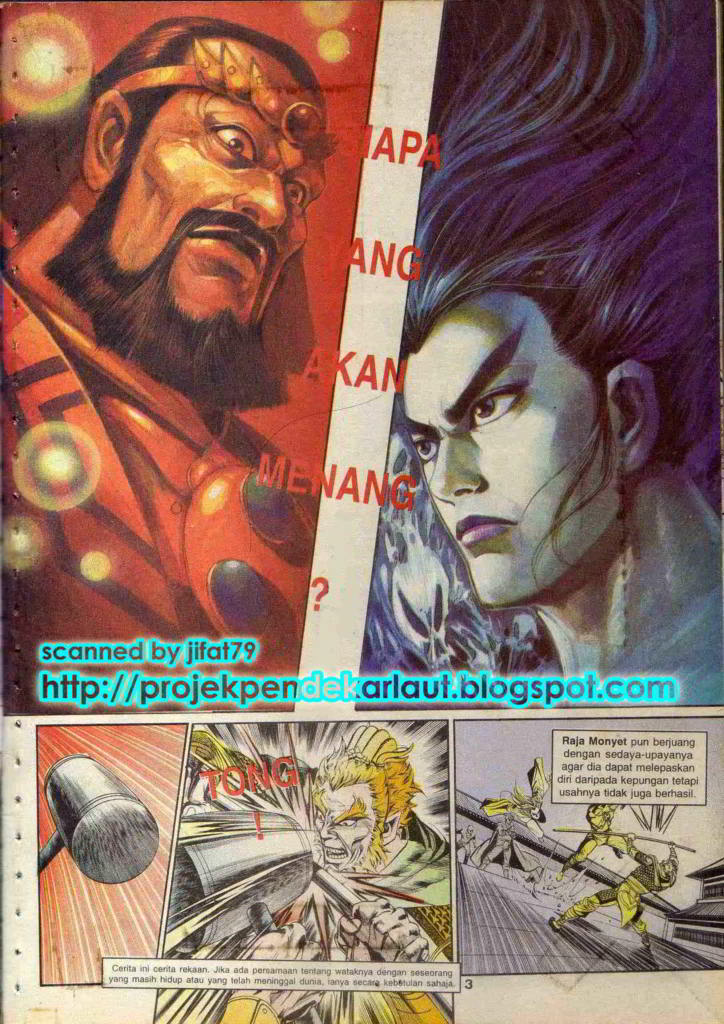 IAPA
ANG
AKAN
MENANG
?
scanned by jifat79
http://projekpendekarlaut.blogspot.com
TONG
!
Raja Monyet pun berjuang
dengan sedaya-upayanya
agar dia dapat melepaskan
diri daripada kepungan tetapi
usahnya tidak juga berhasil.
Cerita ini cerita rekaan. Jika ada persamaan tentang wataknya dengan seseorang
yang masih hidup atau yang telah meninggal dunia, ianya secara kebetulan sahaja.
3